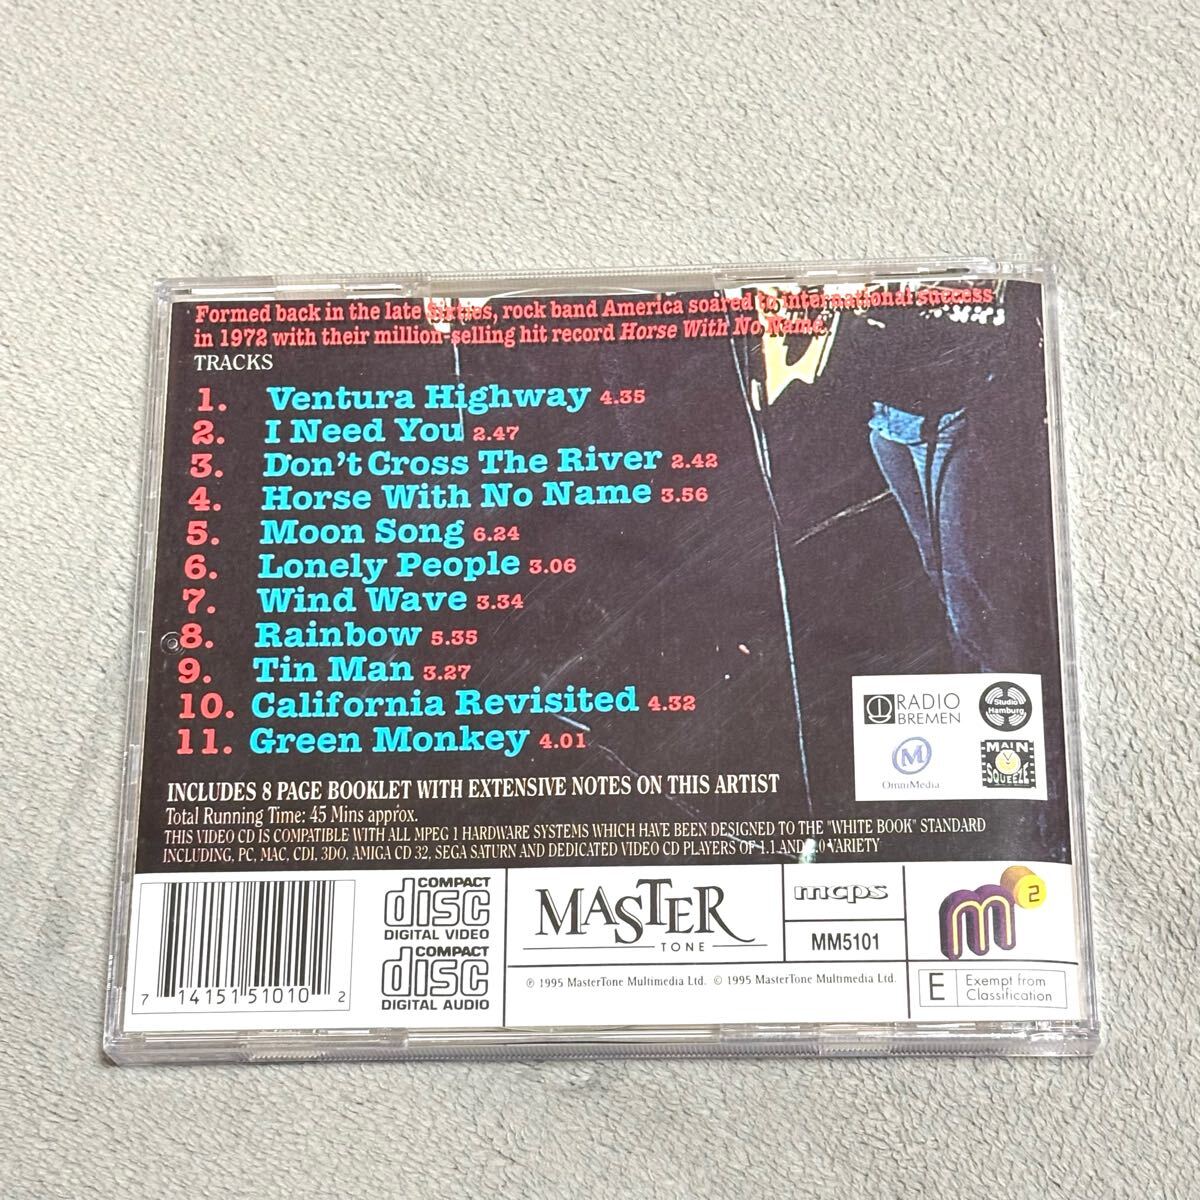 Formed back in the late Sixties, rock band America soared to international success
in 1972 with their million-selling hit record Horse With No Name.
TRACKS
1. Ventura Highway 4.35
2. I Need You 2.47
3. Don't Cross The River 2.42
4. Horse With No Name 3.56
5. Moon Song 6.24
6. Lonely People 3.06
7. Wind Wave 3.34
8. Rainbow 5.35
9. Tin Man 3.27
10. California Revisited 4.32
11. Green Monkey 4.01
RADIO
BREMEN
Studio
Hamburg
M
OmniMedia
MAIN
SQUEEZE
INCLUDES 8 PAGE BOOKLET WITH EXTENSIVE NOTES ON THIS ARTIST
Total Running Time: 45 Mins approx.
THIS VIDEO CD IS COMPATIBLE WITH ALL MPEG 1 HARDWARE SYSTEMS WHICH HAVE BEEN DESIGNED TO THE "WHITE BOOK" STANDARD
INCLUDING, PC, MAC, CDI, 3DO, AMIGA CD 32, SEGA SATURN AND DEDICATED VIDEO CD PLAYERS OF 1.1 AND 2.0 VARIETY
7 14151 51010 2
COMPACT
disc
DIGITAL VIDEO
COMPACT
disc
DIGITAL AUDIO
MASTER
TONE
mcps
MM5101
m2
℗ 1995 MasterTone Multimedia Ltd. © 1995 MasterTone Multimedia Ltd.
E Exempt from
Classification